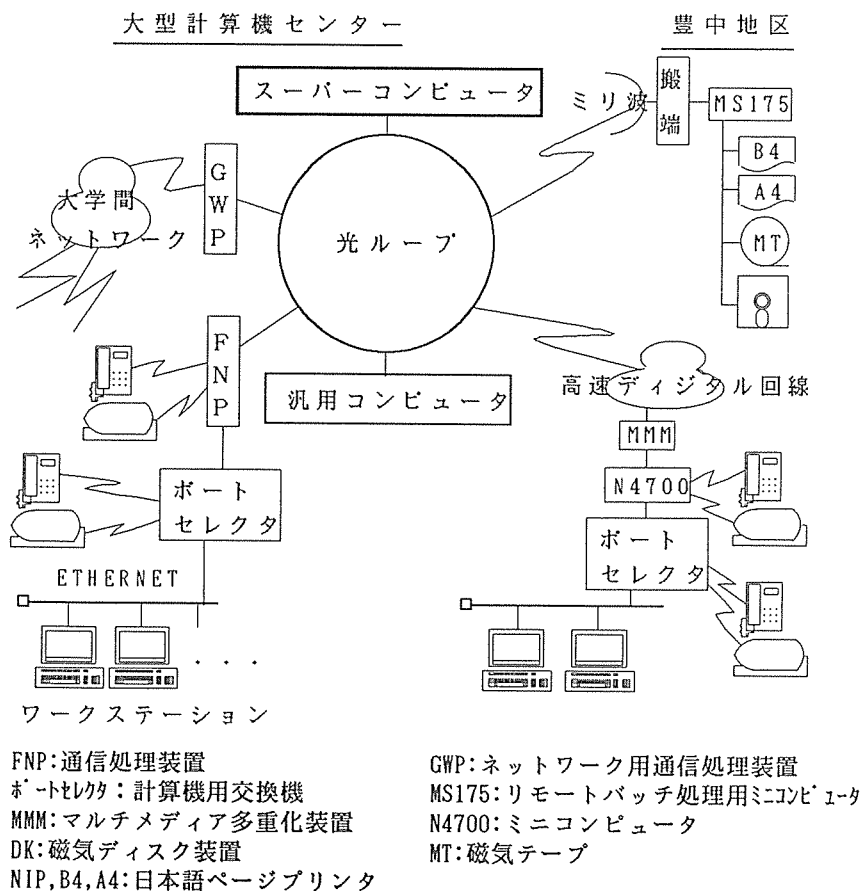 大型計算機センター
豊中地区
スーパーコンピュータ
ミリ波
搬端
MS175
B4
A4
MT
GWP
大学間
ネットワーク
光ループ
FNP
汎用コンピュータ
高速ディジタル回線
MMM
N4700
ポート
セレクタ
ポート
セレクタ
ETHERNET
・・・
ワークステーション
FNP:通信処理装置
ポートセレクタ:計算機用交換機
MMM:マルチメディア多重化装置
DK:磁気ディスク装置
NIP,B4,A4:日本語ページプリンタ
GWP:ネットワーク用通信処理装置
MS175:リモートバッチ処理用ミニコンピュータ
N4700:ミニコンピュータ
MT:磁気テープ